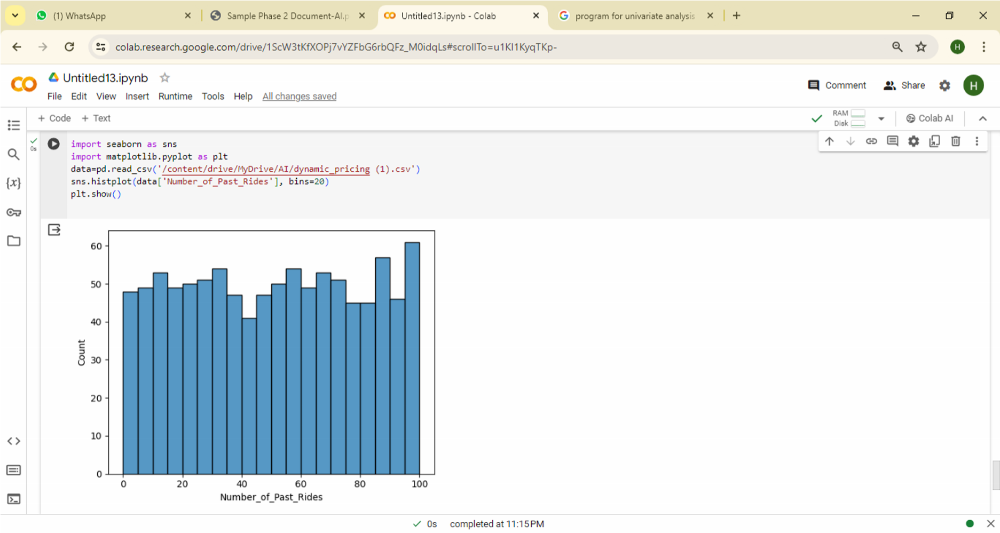 (1) WhatsApp
Sample Phase 2 Document-AI.p
Untitled13.ipynb - Colab
program for univariate analysis
colab.research.google.com/drive/1ScW3tKfXOPj7vYZFbG6rbQFz_M0idqLs#scrollTo=u1KI1KyqTKp-
H
CO
Untitled13.ipynb
Comment
Share
H
File Edit View Insert Runtime Tools Help All changes saved
+ Code + Text
RAM
Disk
Colab AI
{x}
0s
import seaborn as sns
import matplotlib.pyplot as plt
data=pd.read_csv('/content/drive/MyDrive/AI/dynamic_pricing (1).csv')
sns.histplot(data['Number_of_Past_Rides'], bins=20)
plt.show()
60
50
40
30
20
10
0
Count
0 20 40 60 80 100
Number_of_Past_Rides
0s completed at 11:15 PM